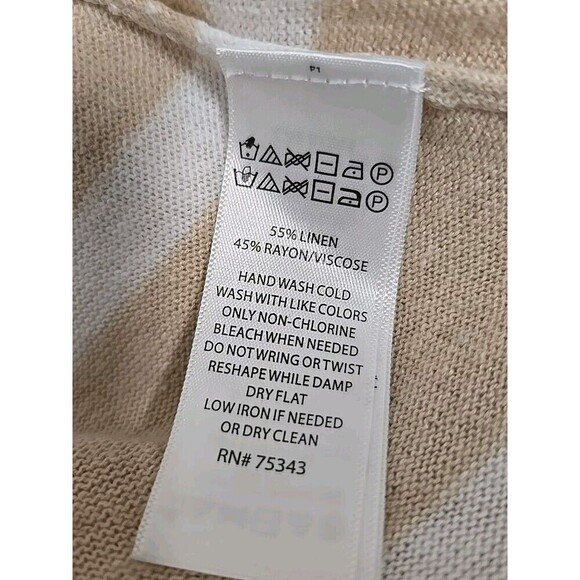 P
P
55% LINEN
45% RAYON/VISCOSE
HAND WASH COLD
WASH WITH LIKE COLORS
ONLY NON-CHLORINE
BLEACH WHEN NEEDED
DO NOT WRING OR TWIST
RESHAPE WHILE DAMP
DRY FLAT
LOW IRON IF NEEDED
OR DRY CLEAN
RN# 75343